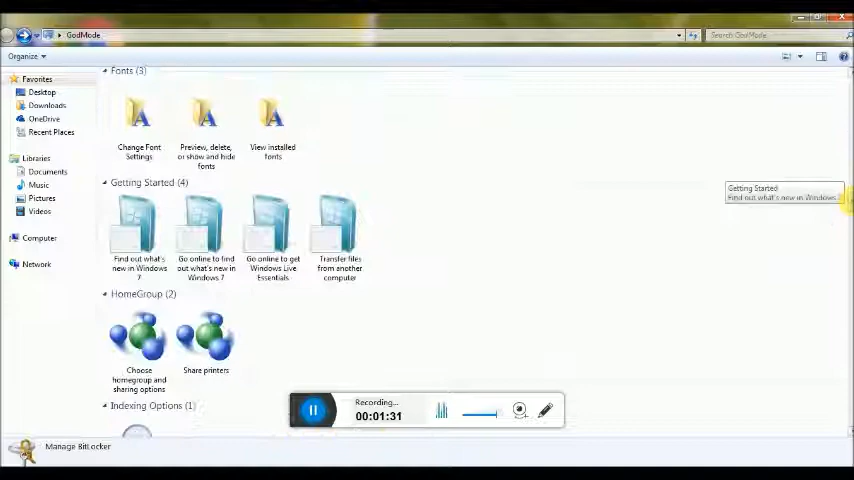 GodMode
Search GodMode
Organize
Favorites
Desktop
Downloads
OneDrive
Recent Places
Libraries
Documents
Music
Pictures
Videos
Computer
Network
Fonts (3)
Change Font
Settings
Preview, delete,
or show and hide
fonts
View installed
fonts
Getting Started (4)
Find out what's
new in Windows
7
Go online to find
out what's new in
Windows 7
Go online to get
Windows Live
Essentials
Transfer files
from another
computer
Getting Started
Find out what's new in Windows
HomeGroup (2)
Choose
homegroup and
sharing options
Share printers
Indexing Options (1)
Recording...
00:01:31
Manage BitLocker